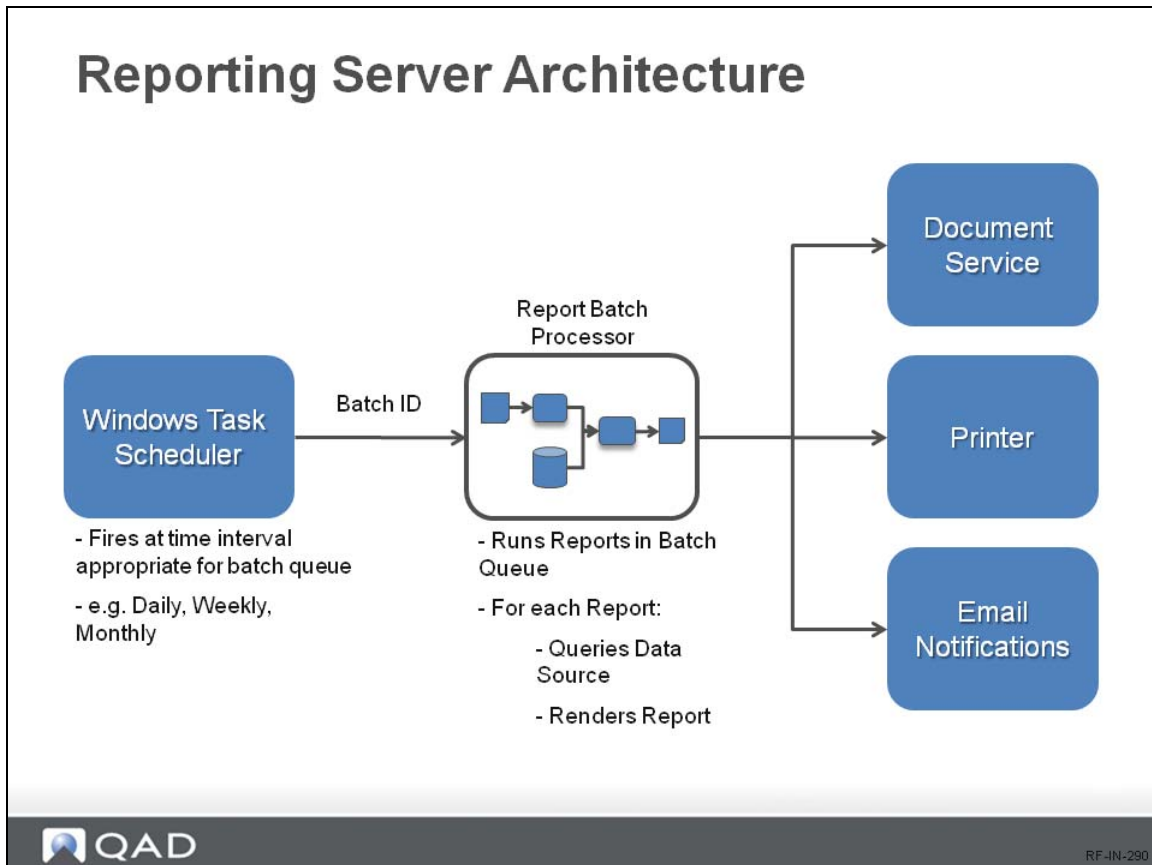 Reporting Server Architecture
Windows Task
Scheduler
- Fires at time interval
appropriate for batch queue
- e.g. Daily, Weekly,
Monthly
Batch ID
Report Batch
Processor
- Runs Reports in Batch
Queue
- For each Report:
- Queries Data
Source
- Renders Report
Document
Service
Printer
Email
Notifications
QAD
RF-IN-290